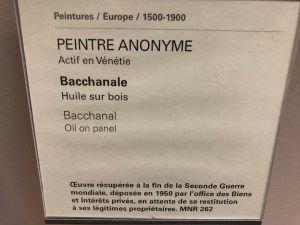 Peintures / Europe / 1500-1900
PEINTRE ANONYME
Actif en Vénétie
Bacchanale
Huile sur bois
Bacchanal
Oil on panel
Œuvre récupérée à la fin de la Seconde Guerre
mondiale, déposée en 1950 par l'office des Biens
et Intérêts privés, en attente de sa restitution
à ses légitimes propriétaires. MNR 262